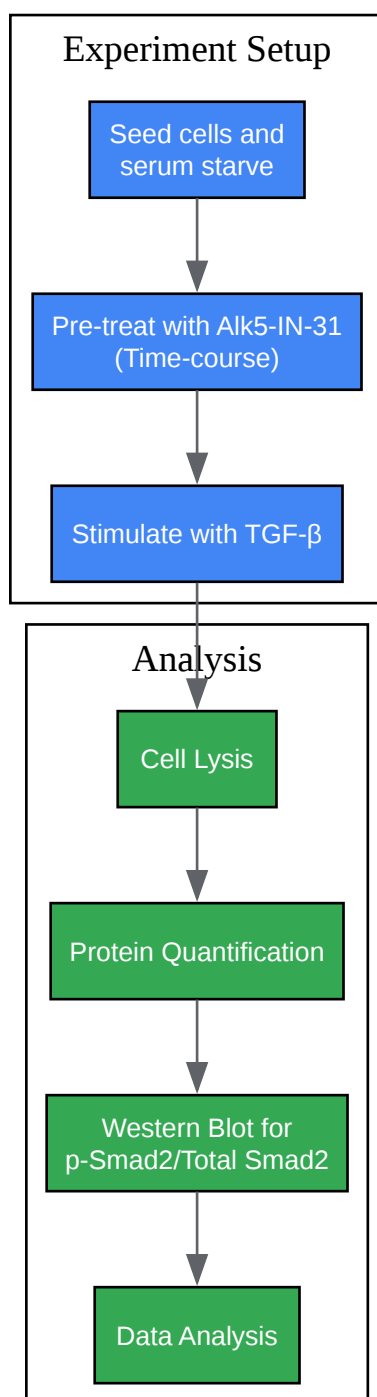 Experiment Setup
Seed cells and
serum starve
Pre-treat with Alk5-IN-31
(Time-course)
Stimulate with TGF-β
Analysis
Cell Lysis
Protein Quantification
Western Blot for
p-Smad2/Total Smad2
Data Analysis